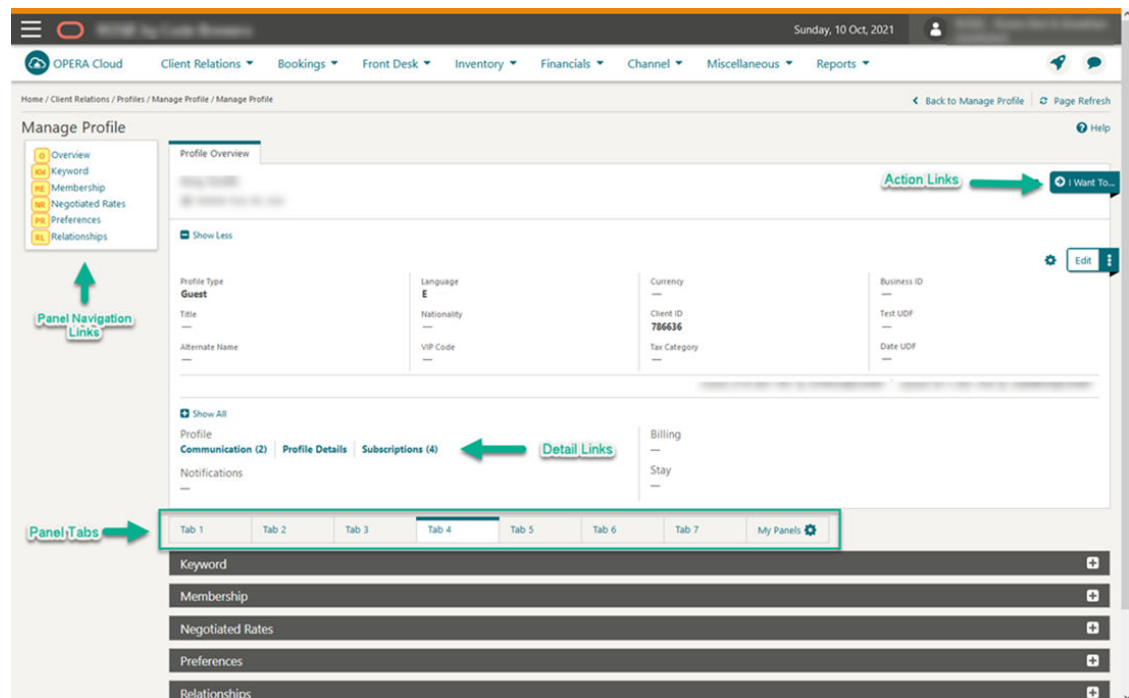 Sunday, 10 Oct, 2021
OPERA Cloud Client Relations Bookings Front Desk Inventory Financials Channel Miscellaneous Reports
Home / Client Relations / Profiles / Manage Profile / Manage Profile Back to Manage Profile Page Refresh
Manage Profile Help
O Overview
KW Keyword
ME Membership
NR Negotiated Rates
PR Preferences
RL Relationships
Panel Navigation
Links
Profile Overview
Action Links I Want To...
Show Less
Edit
Profile Type Language Currency Business ID
Guest E — —
Title Nationality Client ID Test UDF
— — 786636 —
Alternate Name VIP Code Tax Category Date UDF
— — — —
Show All
Profile Billing
Communication (2) Profile Details Subscriptions (4) Detail Links —
Notifications Stay
— —
Panel Tabs Tab 1 Tab 2 Tab 3 Tab 4 Tab 5 Tab 6 Tab 7 My Panels
Keyword
Membership
Negotiated Rates
Preferences
Relationships